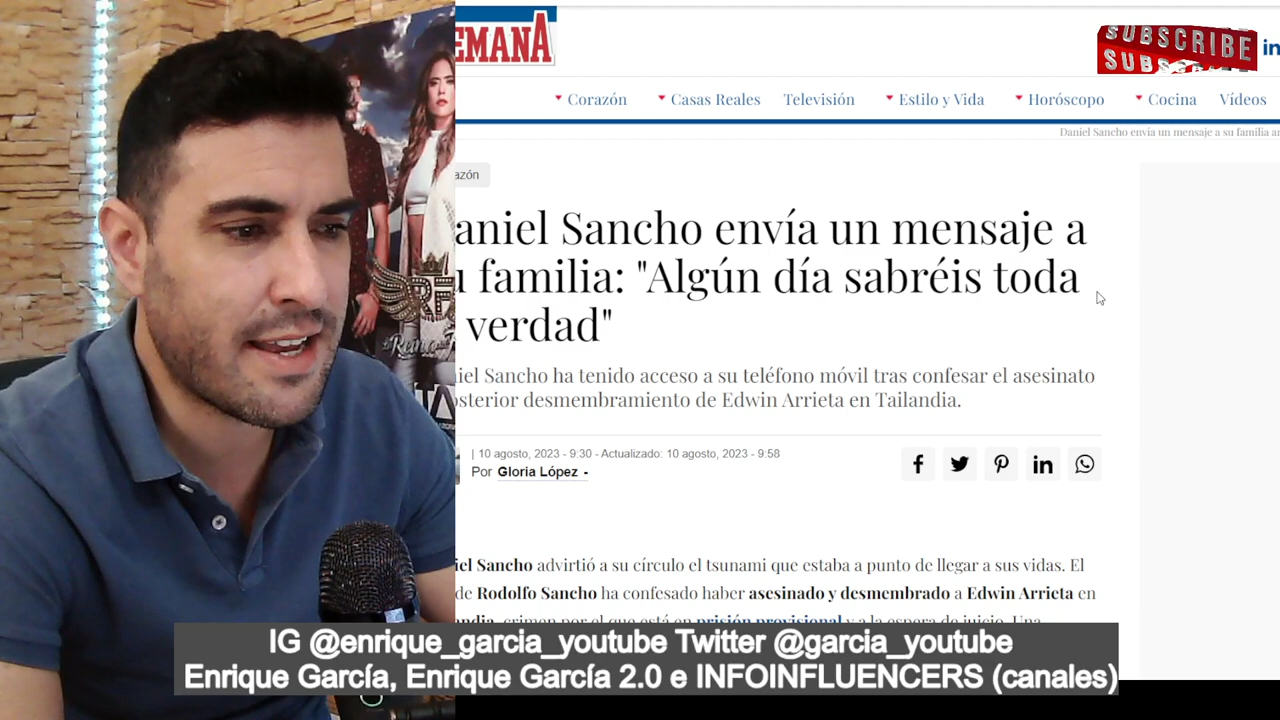 EMANA
SUBSCRIBE
in
Corazón Casas Reales Televisión Estilo y Vida Horóscopo Cocina Vídeos
Daniel Sancho envía un mensaje a su familia an
azón
aniel Sancho envía un mensaje a
u familia: "Algún día sabréis toda
verdad"
iel Sancho ha tenido acceso a su teléfono móvil tras confesar el asesinato
osterior desmembramiento de Edwin Arrieta en Tailandia.
| 10 agosto, 2023 - 9:30 - Actualizado: 10 agosto, 2023 - 9:58
Por Gloria López -
iel Sancho advirtió a su círculo el tsunami que estaba a punto de llegar a sus vidas. El
de Rodolfo Sancho ha confesado haber asesinado y desmembrado a Edwin Arrieta en
IG @enrique_garcia_youtube Twitter @garcia_youtube
Enrique García, Enrique García 2.0 e INFOINFLUENCERS (canales)